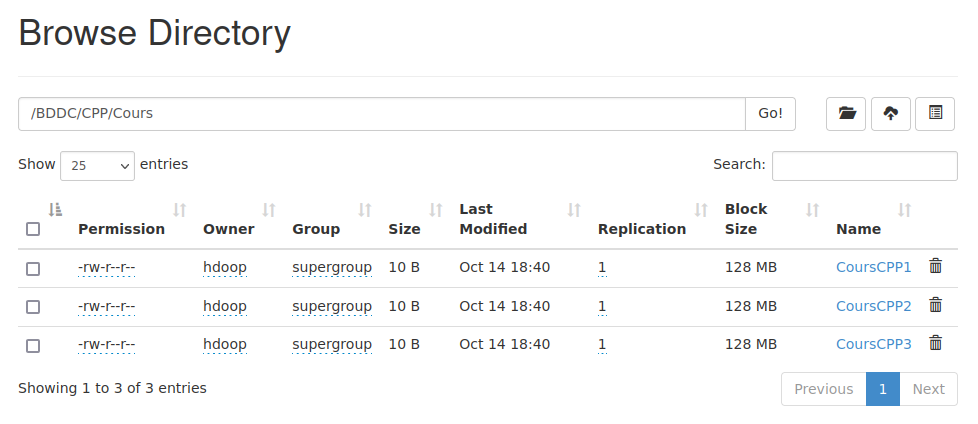 Browse Directory
/BDDC/CPP/Cours Go!
Show 25 entries Search:
Permission Owner Group Size Last Modified Replication Block Size Name
-rw-r--r-- hdoop supergroup 10 B Oct 14 18:40 1 128 MB CoursCPP1
-rw-r--r-- hdoop supergroup 10 B Oct 14 18:40 1 128 MB CoursCPP2
-rw-r--r-- hdoop supergroup 10 B Oct 14 18:40 1 128 MB CoursCPP3
Showing 1 to 3 of 3 entries Previous 1 Next